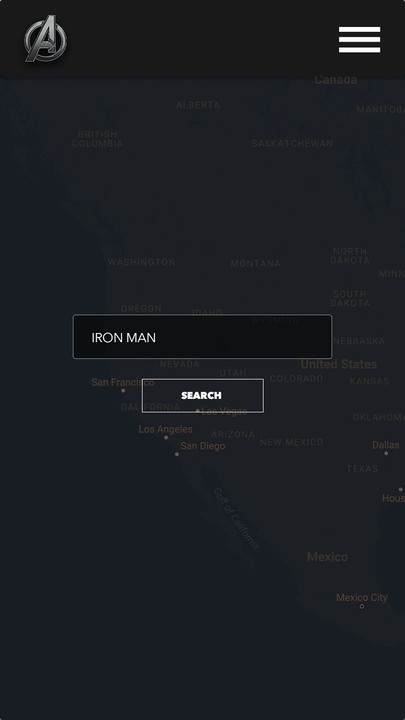 Canada
ALBERTA
MANITOBA
BRITISH
COLUMBIA
SASKATCHEWAN
WASHINGTON
MONTANA
NORTH
DAKOTA
MINN
SOUTH
DAKOTA
OREGON
IDAHO
WYOMING
IRON MAN
NEBRASKA
NEVADA
United States
UTAH
COLORADO
KANSAS
San Francisco
SEARCH
CALIFORNIA
Las Vegas
OKLAHOM
Los Angeles
ARIZONA
NEW MEXICO
San Diego
Dallas
TEXAS
Hous
Gulf of California
Mexico
Mexico City